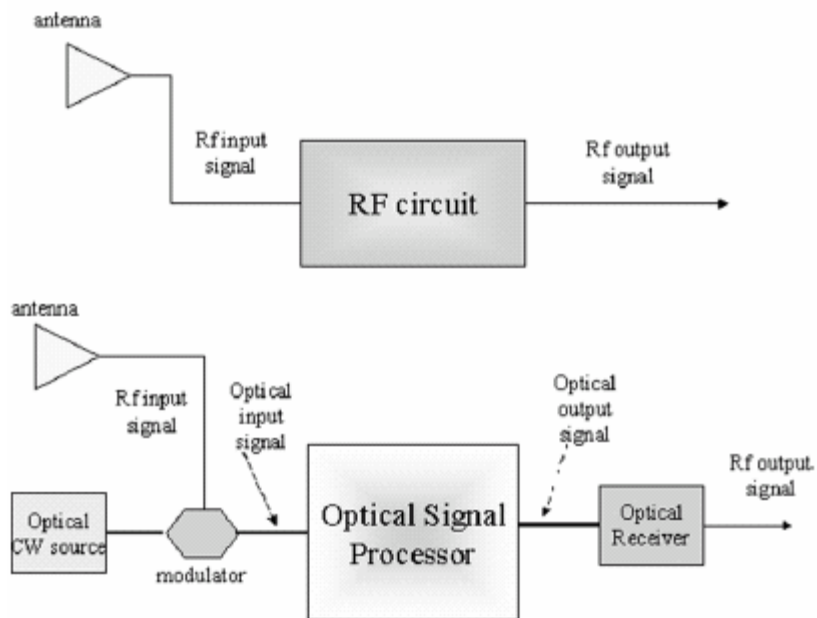 antenna
Rf input
signal
RF circuit
Rf output
signal
antenna
Rf input
signal
Optical
input
signal
Optical
output
signal
Rf output.
signal
Optical
CW source
modulator
Optical Signal
Processor
Optical
Receiver